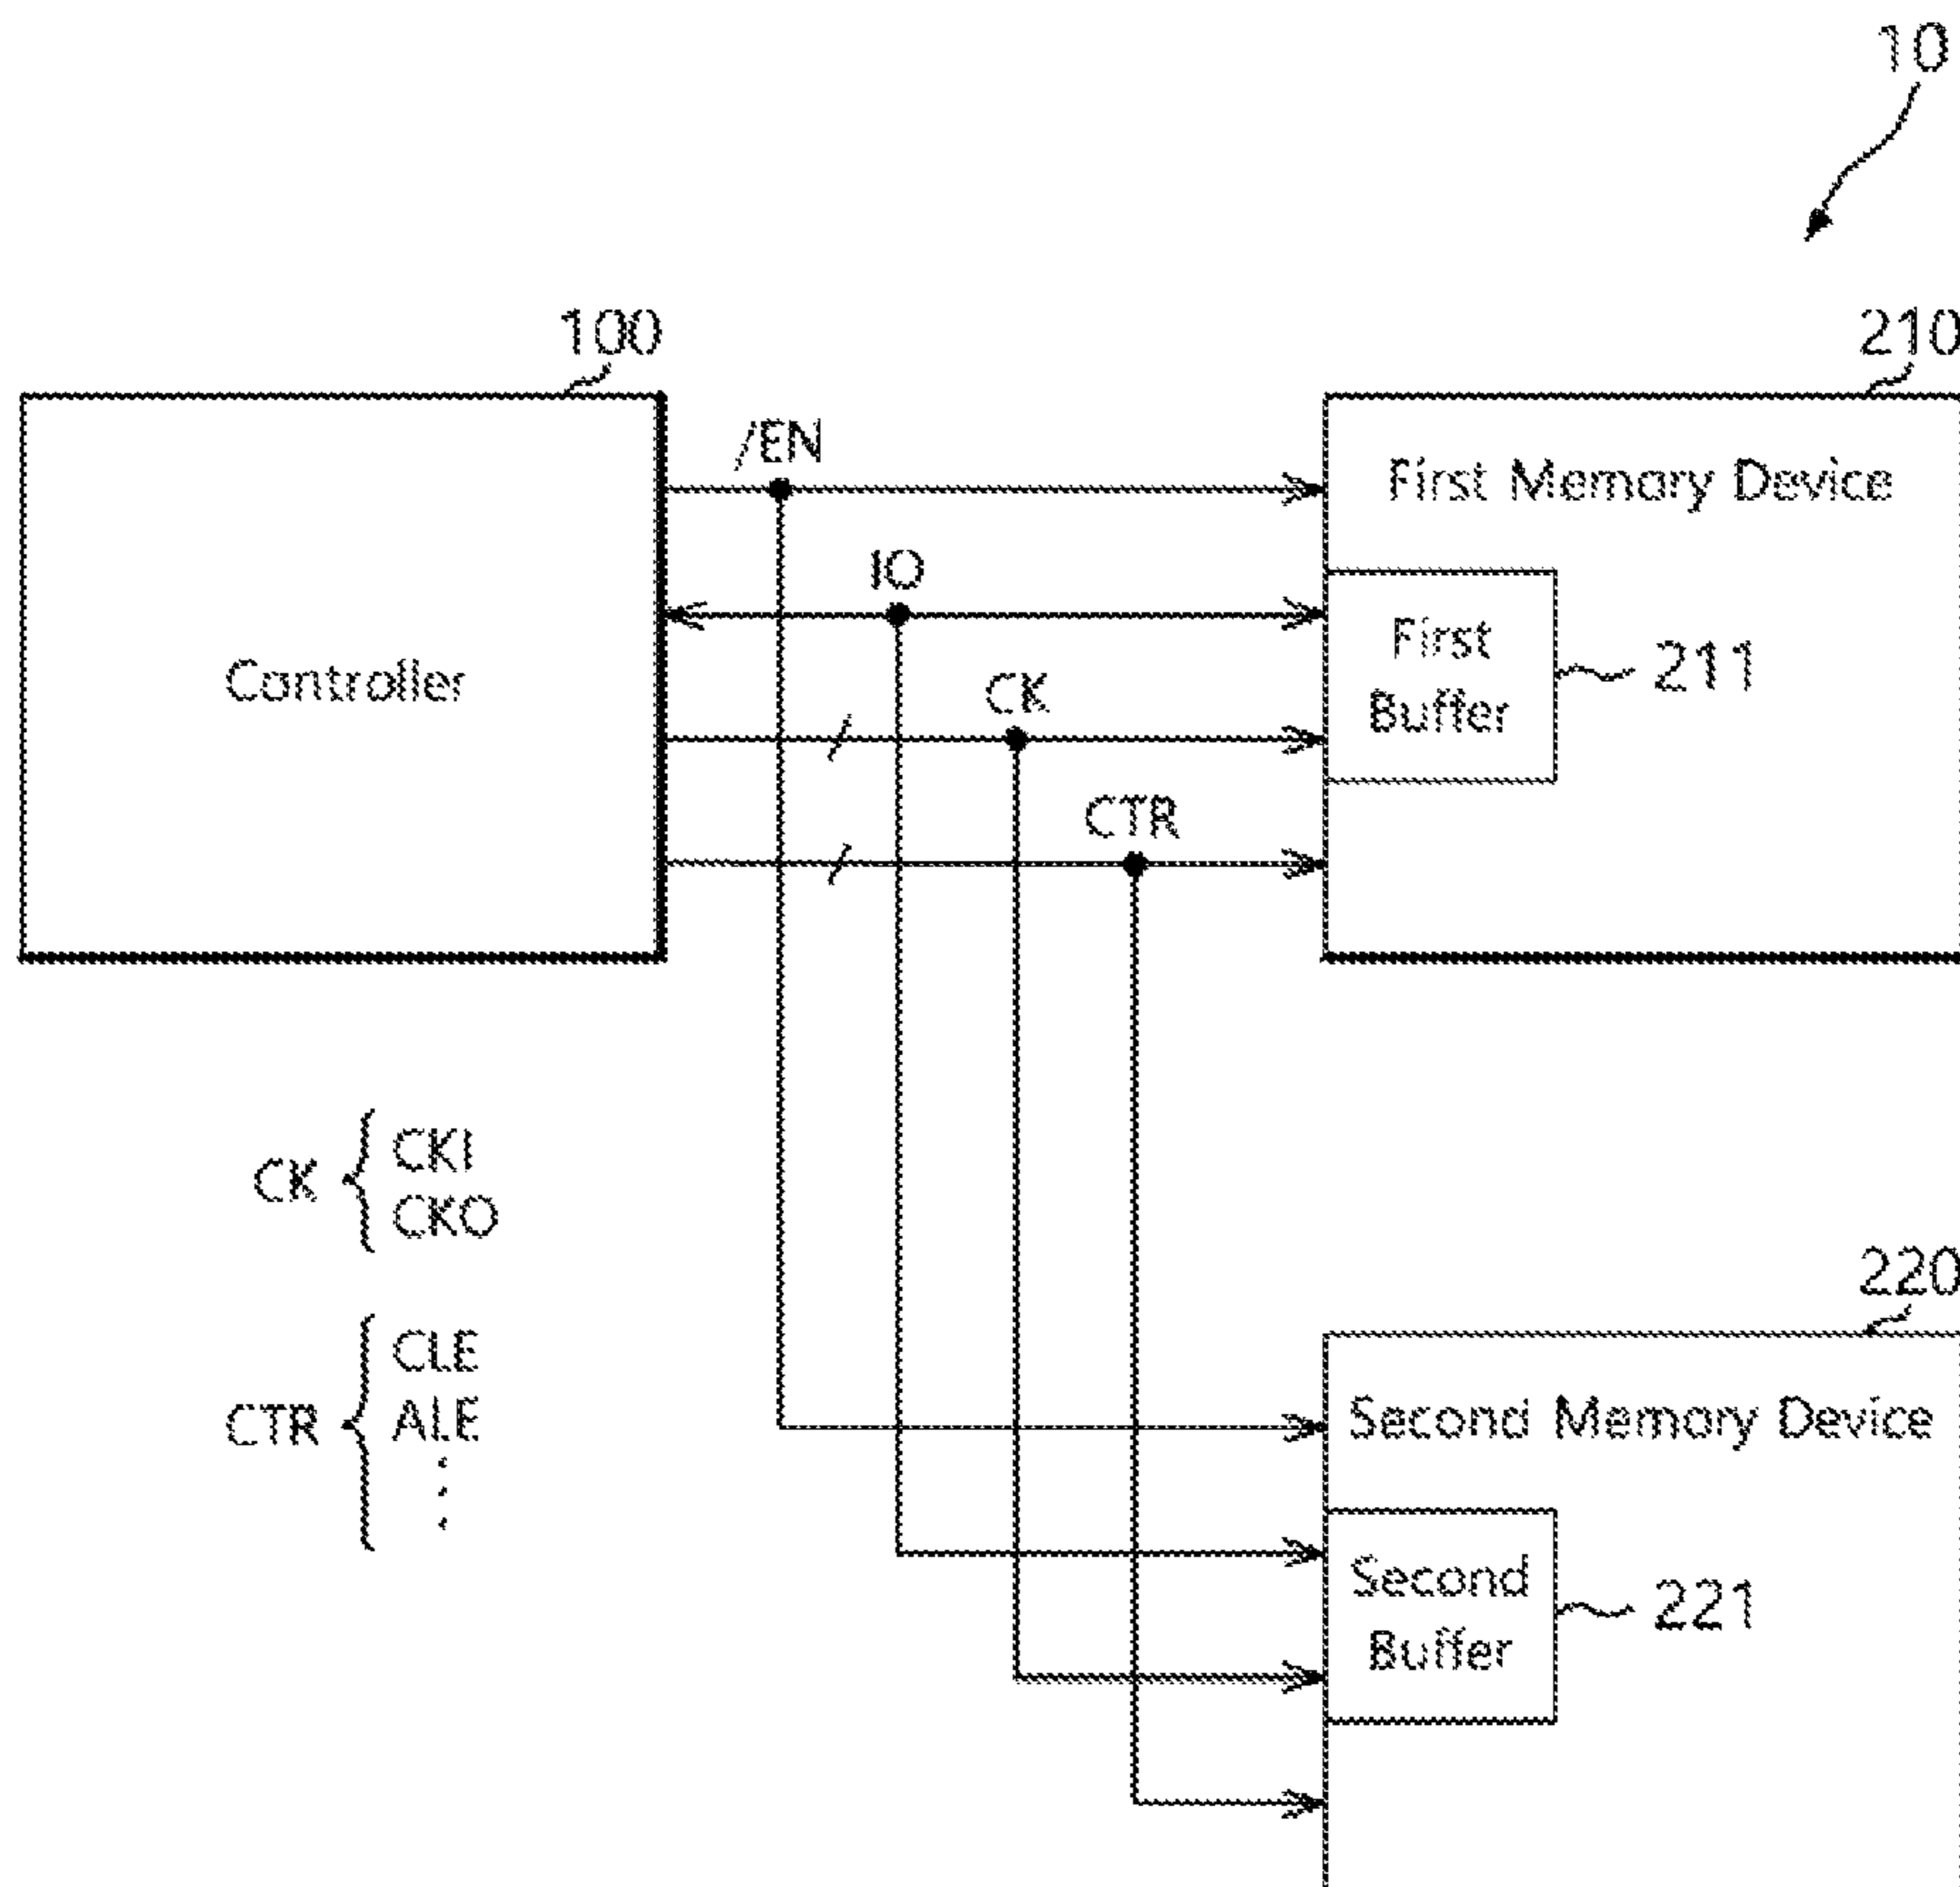 10
100
210
/EN
First Memory Device
IO
Controller
First
Buffer
211
CK
CTR
CK
CKI
CKO
220
CTR
CLE
ALE
Second Memory Device
Second
Buffer
221